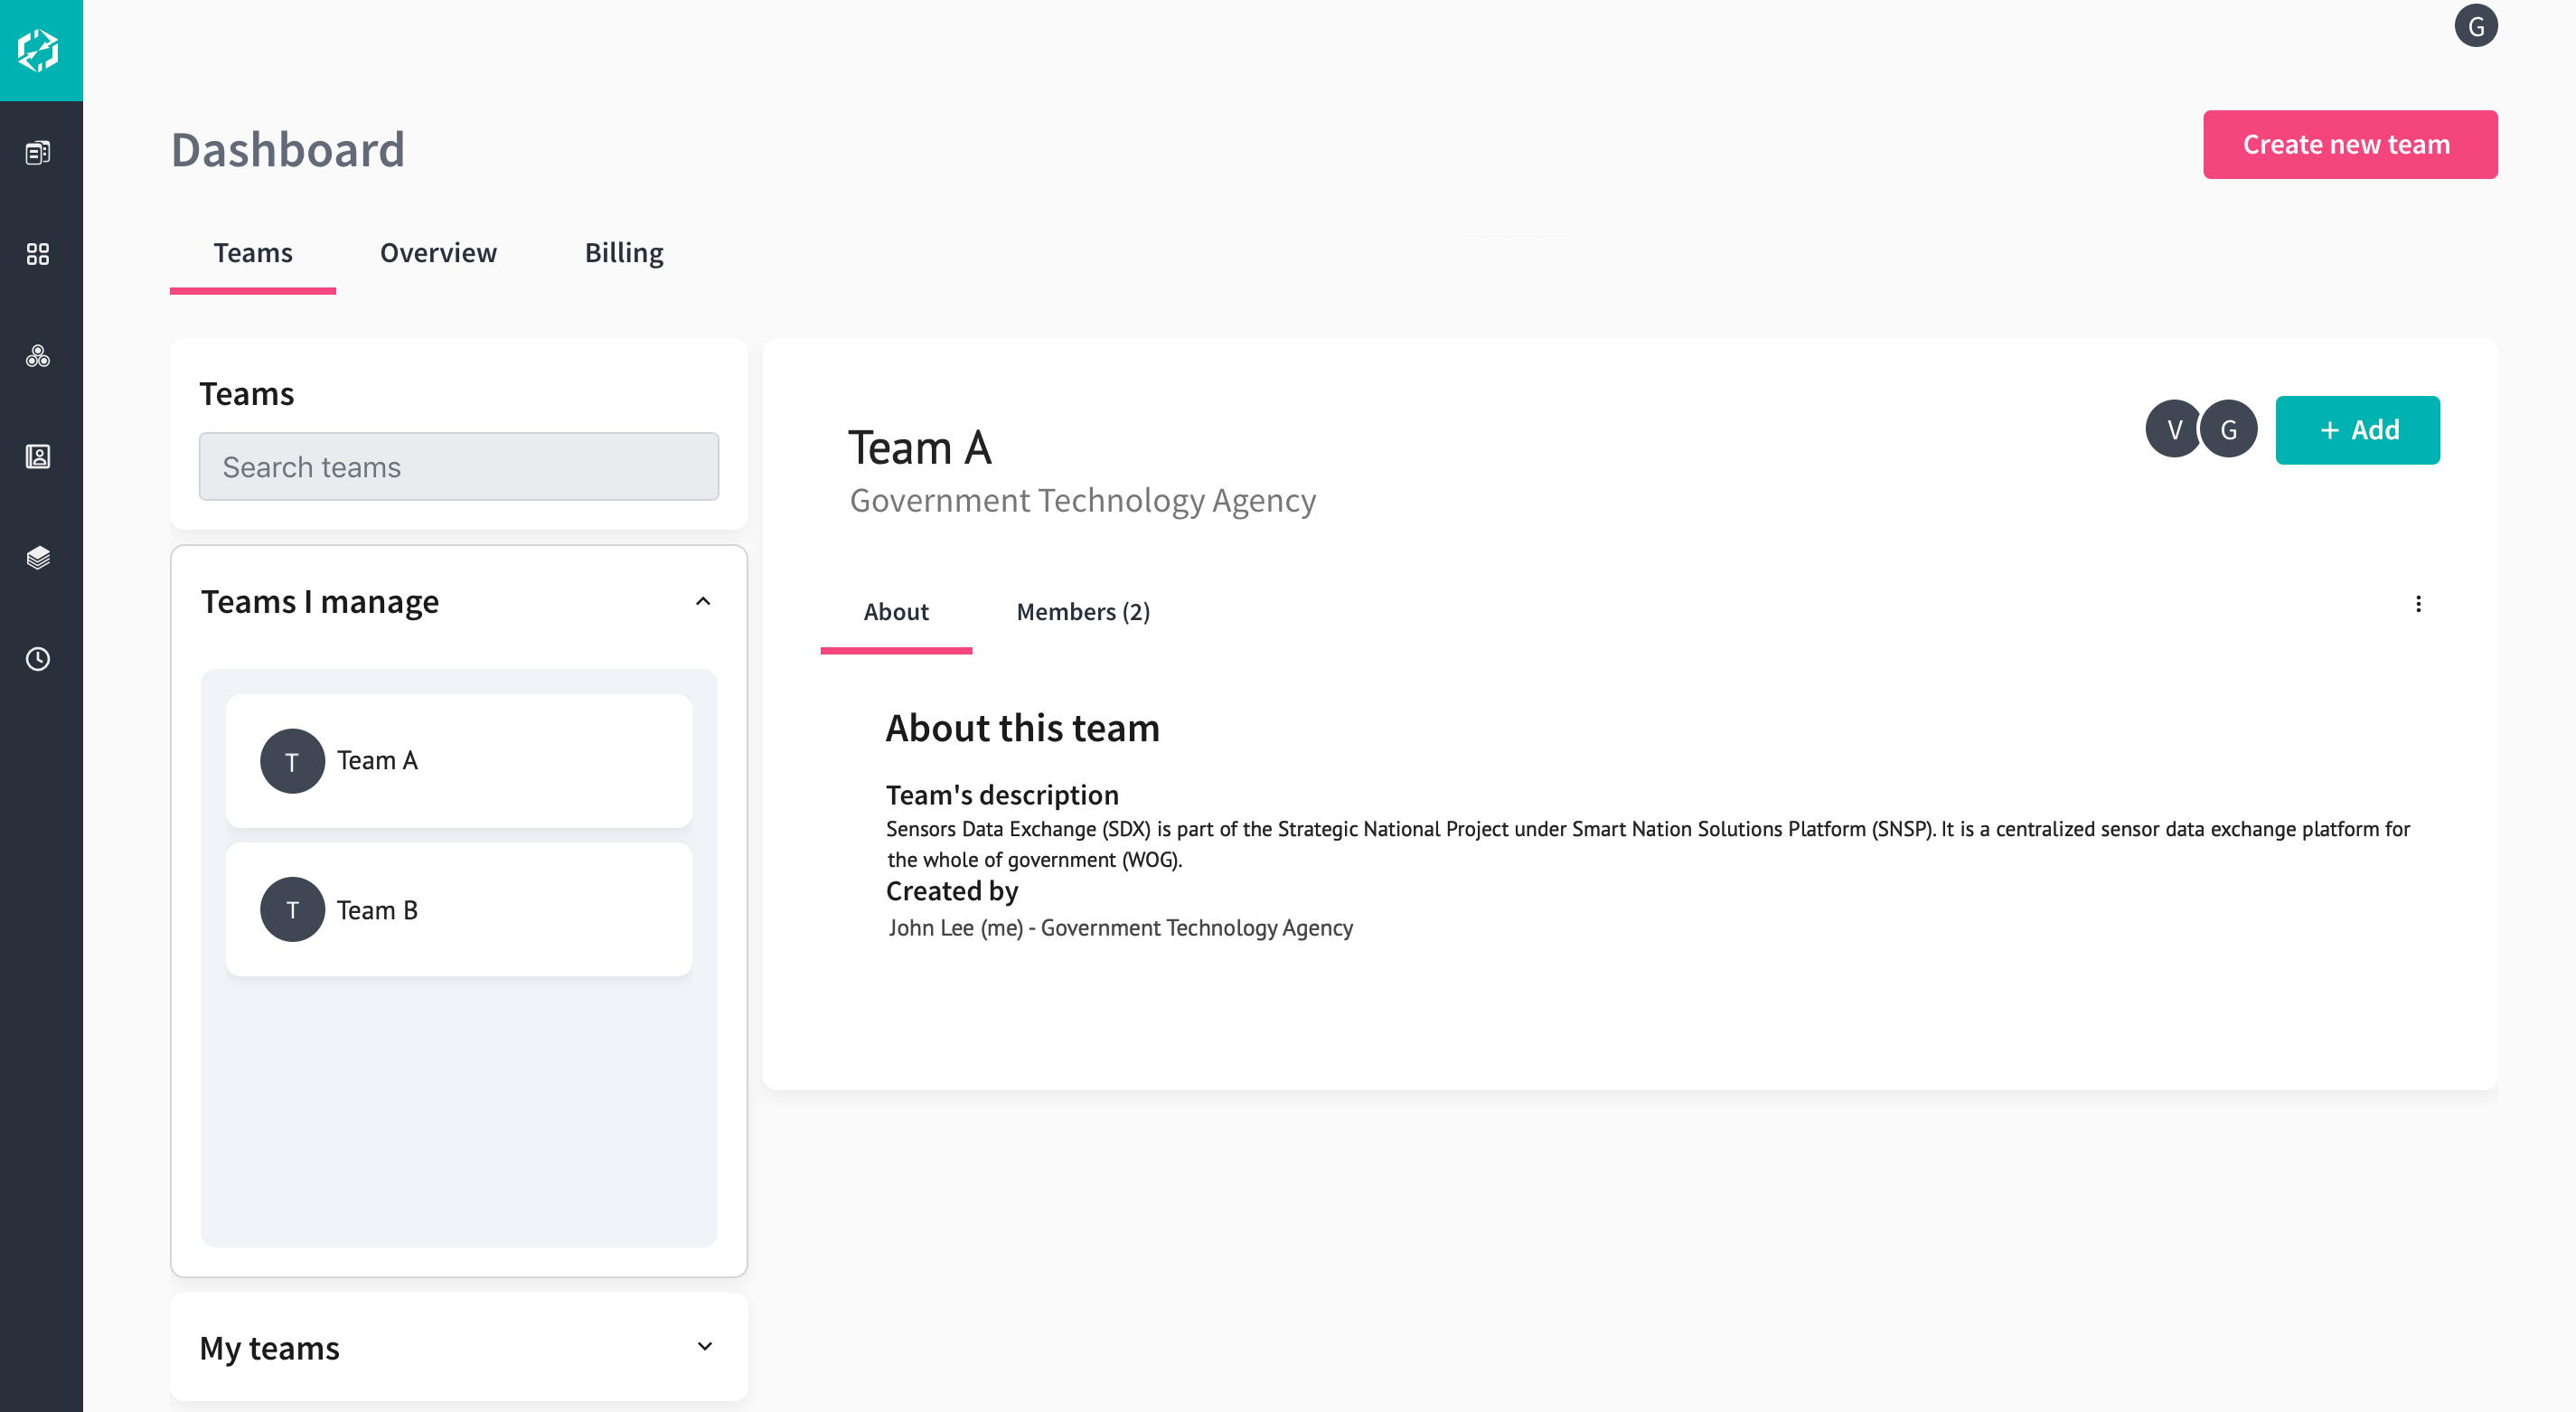 G
Dashboard
Create new team
Teams
Overview
Billing
Teams
Search teams
Teams I manage
T
Team A
T
Team B
My teams
Team A
Government Technology Agency
V
G
+ Add
About
Members (2)
About this team
Team's description
Sensors Data Exchange (SDX) is part of the Strategic National Project under Smart Nation Solutions Platform (SNSP). It is a centralized sensor data exchange platform for
the whole of government (WOG).
Created by
John Lee (me) - Government Technology Agency